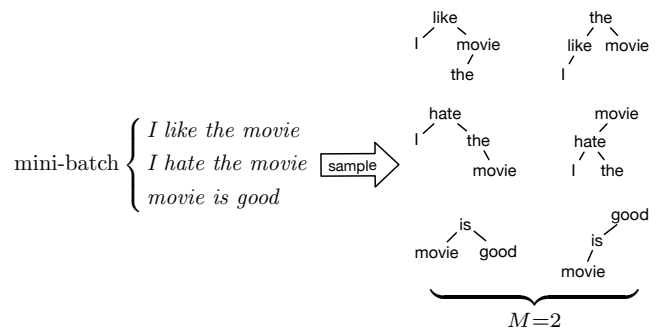 like
I movie
the
the
like movie
I
mini-batch
I like the movie
I hate the movie
movie is good
sample
hate
I the
movie
movie
hate
I the
is
movie good
good
is
movie
M=2